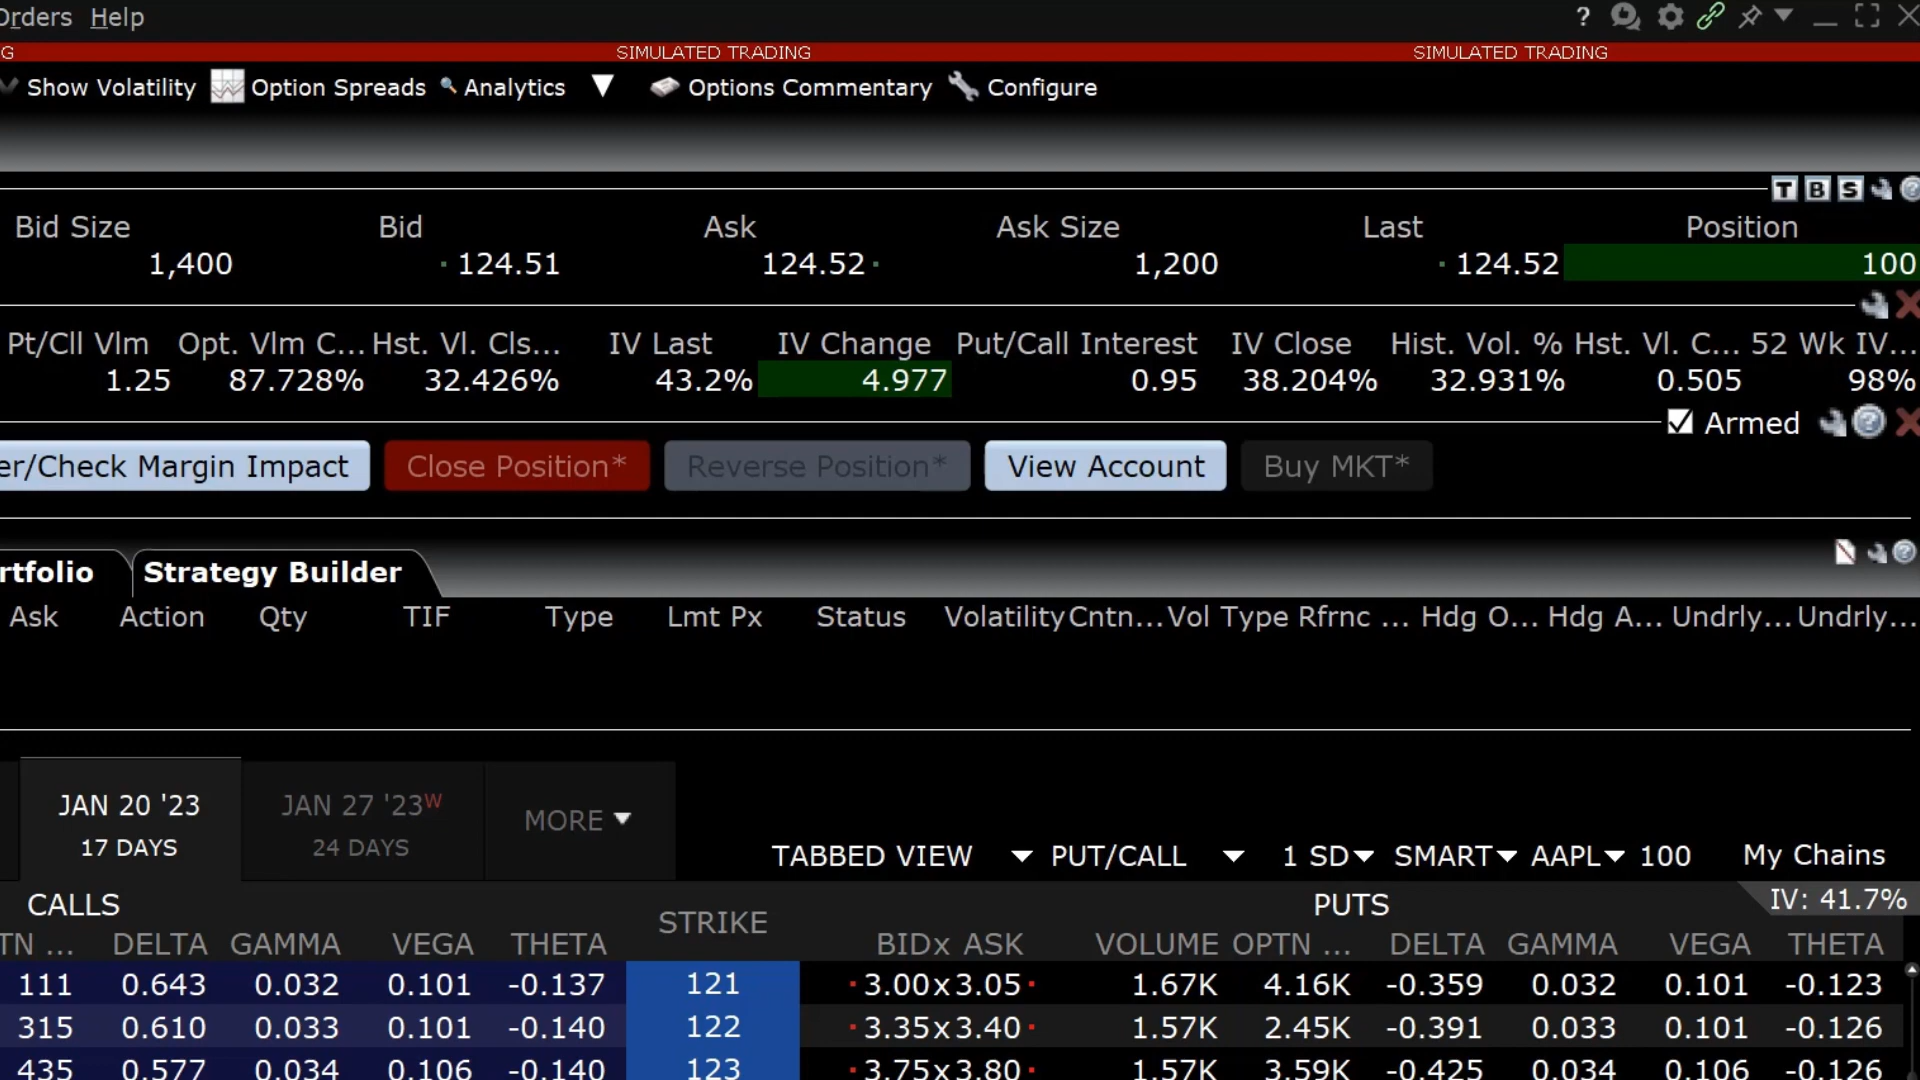 Orders Help ?
G SIMULATED TRADING SIMULATED TRADING
Show Volatility Option Spreads Analytics Options Commentary Configure
T B S
Bid Size Bid Ask Ask Size Last Position
1,400 124.51 124.52 1,200 124.52 100
Pt/Cll Vlm Opt. Vlm C... Hst. Vl. Cls... IV Last IV Change Put/Call Interest IV Close Hist. Vol. % Hst. Vl. C... 52 Wk IV...
1.25 87.728% 32.426% 43.2% 4.977 0.95 38.204% 32.931% 0.505 98%
Armed
er/Check Margin Impact Close Position* Reverse Position* View Account Buy MKT*
rtfolio Strategy Builder
Ask Action Qty TIF Type Lmt Px Status Volatility Cntn... Vol Type Rfrnc ... Hdg O... Hdg A... Undrly... Undrly...
JAN 20 '23 JAN 27 '23W MORE
17 DAYS 24 DAYS
TABBED VIEW PUT/CALL 1 SD SMART AAPL 100 My Chains
CALLS STRIKE PUTS IV: 41.7%
TN ... DELTA GAMMA VEGA THETA BIDx ASK VOLUME OPTN ... DELTA GAMMA VEGA THETA
111 0.643 0.032 0.101 -0.137 121 3.00x3.05 1.67K 4.16K -0.359 0.032 0.101 -0.123
315 0.610 0.033 0.101 -0.140 122 3.35x3.40 1.57K 2.45K -0.391 0.033 0.101 -0.126
435 0.577 0.034 0.106 -0.140 123 3.75x3.80 1.57K 3.59K -0.425 0.034 0.106 -0.126